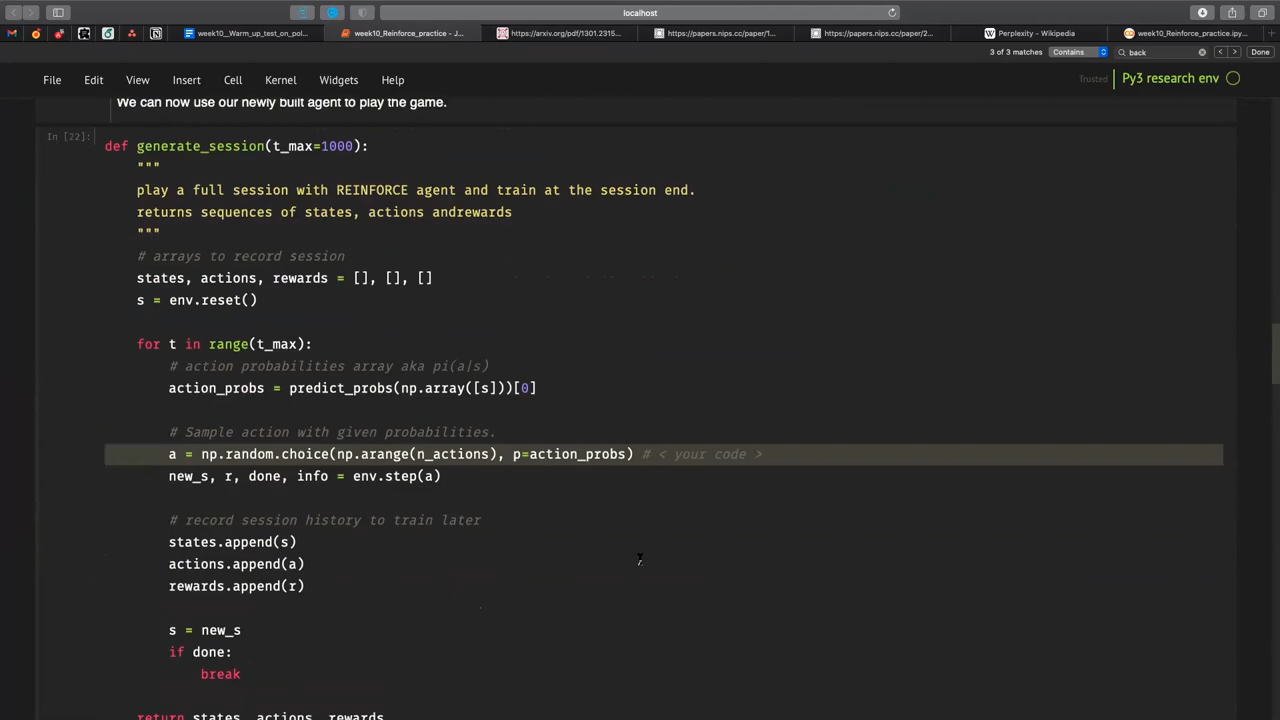 localhost
week10__Warm_up_test_on_pol...
week10_Reinforce_practice - J...
https://arxiv.org/pdf/1301.2315...
https://papers.nips.cc/paper/1...
https://papers.nips.cc/paper/2...
Perplexity - Wikipedia
week10_Reinforce_practice.ipy...
3 of 3 matches
Contains
back
Done
File Edit View Insert Cell Kernel Widgets Help
Trusted
Py3 research env
We can now use our newly built agent to play the game.
In [22]:
def generate_session(t_max=1000):
"""
play a full session with REINFORCE agent and train at the session end.
returns sequences of states, actions andrewards
"""
# arrays to record session
states, actions, rewards = [], [], []
s = env.reset()
for t in range(t_max):
# action probabilities array aka pi(a|s)
action_probs = predict_probs(np.array([s]))[0]
# Sample action with given probabilities.
a = np.random.choice(np.arange(n_actions), p=action_probs) # < your code >
new_s, r, done, info = env.step(a)
# record session history to train later
states.append(s)
actions.append(a)
rewards.append(r)
s = new_s
if done:
break
return states, actions, rewards